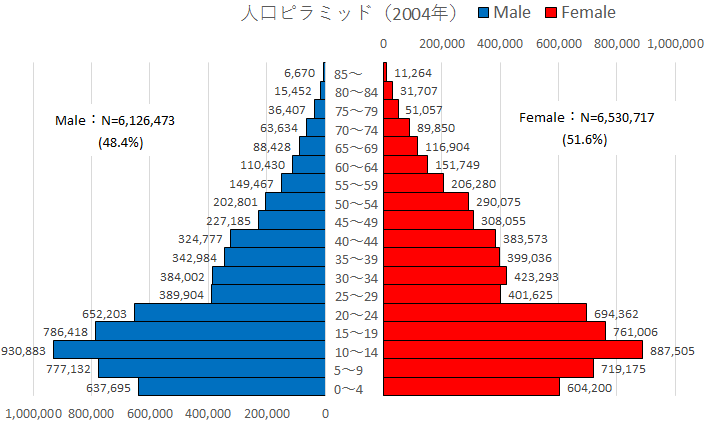 人口ピラミッド（2004年） Male Female
0 200,000 400,000 600,000 800,000 1,000,000
6,670 85～ 11,264
15,452 80～84 31,707
36,407 75～79 51,057
Male：N=6,126,473
(48.4%)
Female：N=6,530,717
(51.6%)
63,634 70～74 89,850
88,428 65～69 116,904
110,430 60～64 151,749
149,467 55～59 206,280
202,801 50～54 290,075
227,185 45～49 308,055
324,777 40～44 383,573
342,984 35～39 399,036
384,002 30～34 423,293
389,904 25～29 401,625
652,203 20～24 694,362
786,418 15～19 761,006
930,883 10～14 887,505
777,132 5～9 719,175
637,695 0～4 604,200
1,000,000 800,000 600,000 400,000 200,000 0